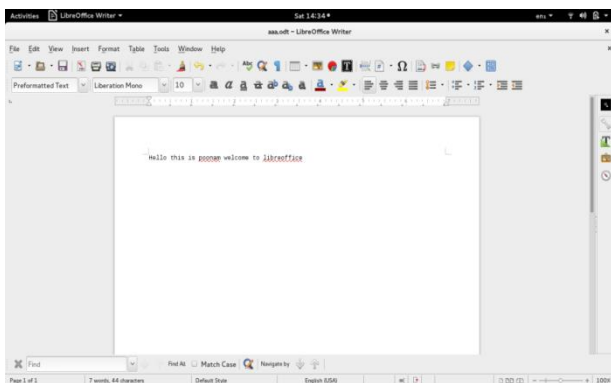 Activities LibreOffice Writer Sat 14:34 en1
aaa.odt - LibreOffice Writer
File Edit View Insert Format Table Tools Window Help
Preformatted Text Liberation Mono 10
Hello this is poonam welcome to libreoffice
Find Find All Match Case Navigate by
Page 1 of 1 7 words, 44 characters Default Style English (USA) 100%